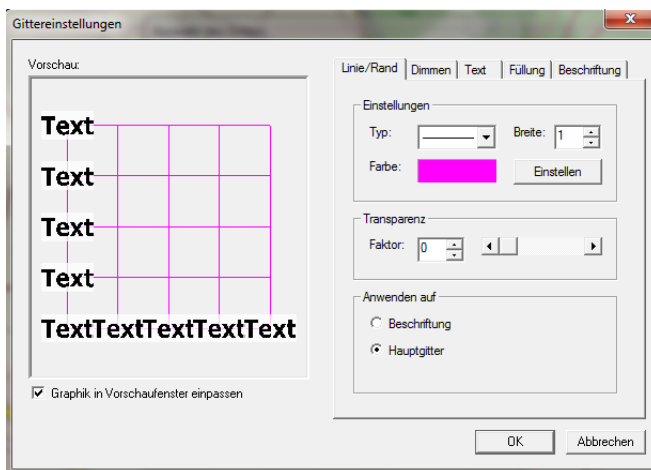 Gittereinstellungen
Vorschau:
Text
Text
Text
Text
TextTextTextTextText
Graphik in Vorschaufenster einpassen
Linie/Rand Dimmen Text Füllung Beschriftung
Einstellungen
Typ: Breite: 1
Farbe: Einstellen
Transparenz
Faktor: 0
Anwenden auf
Beschriftung
Hauptgitter
OK Abbrechen